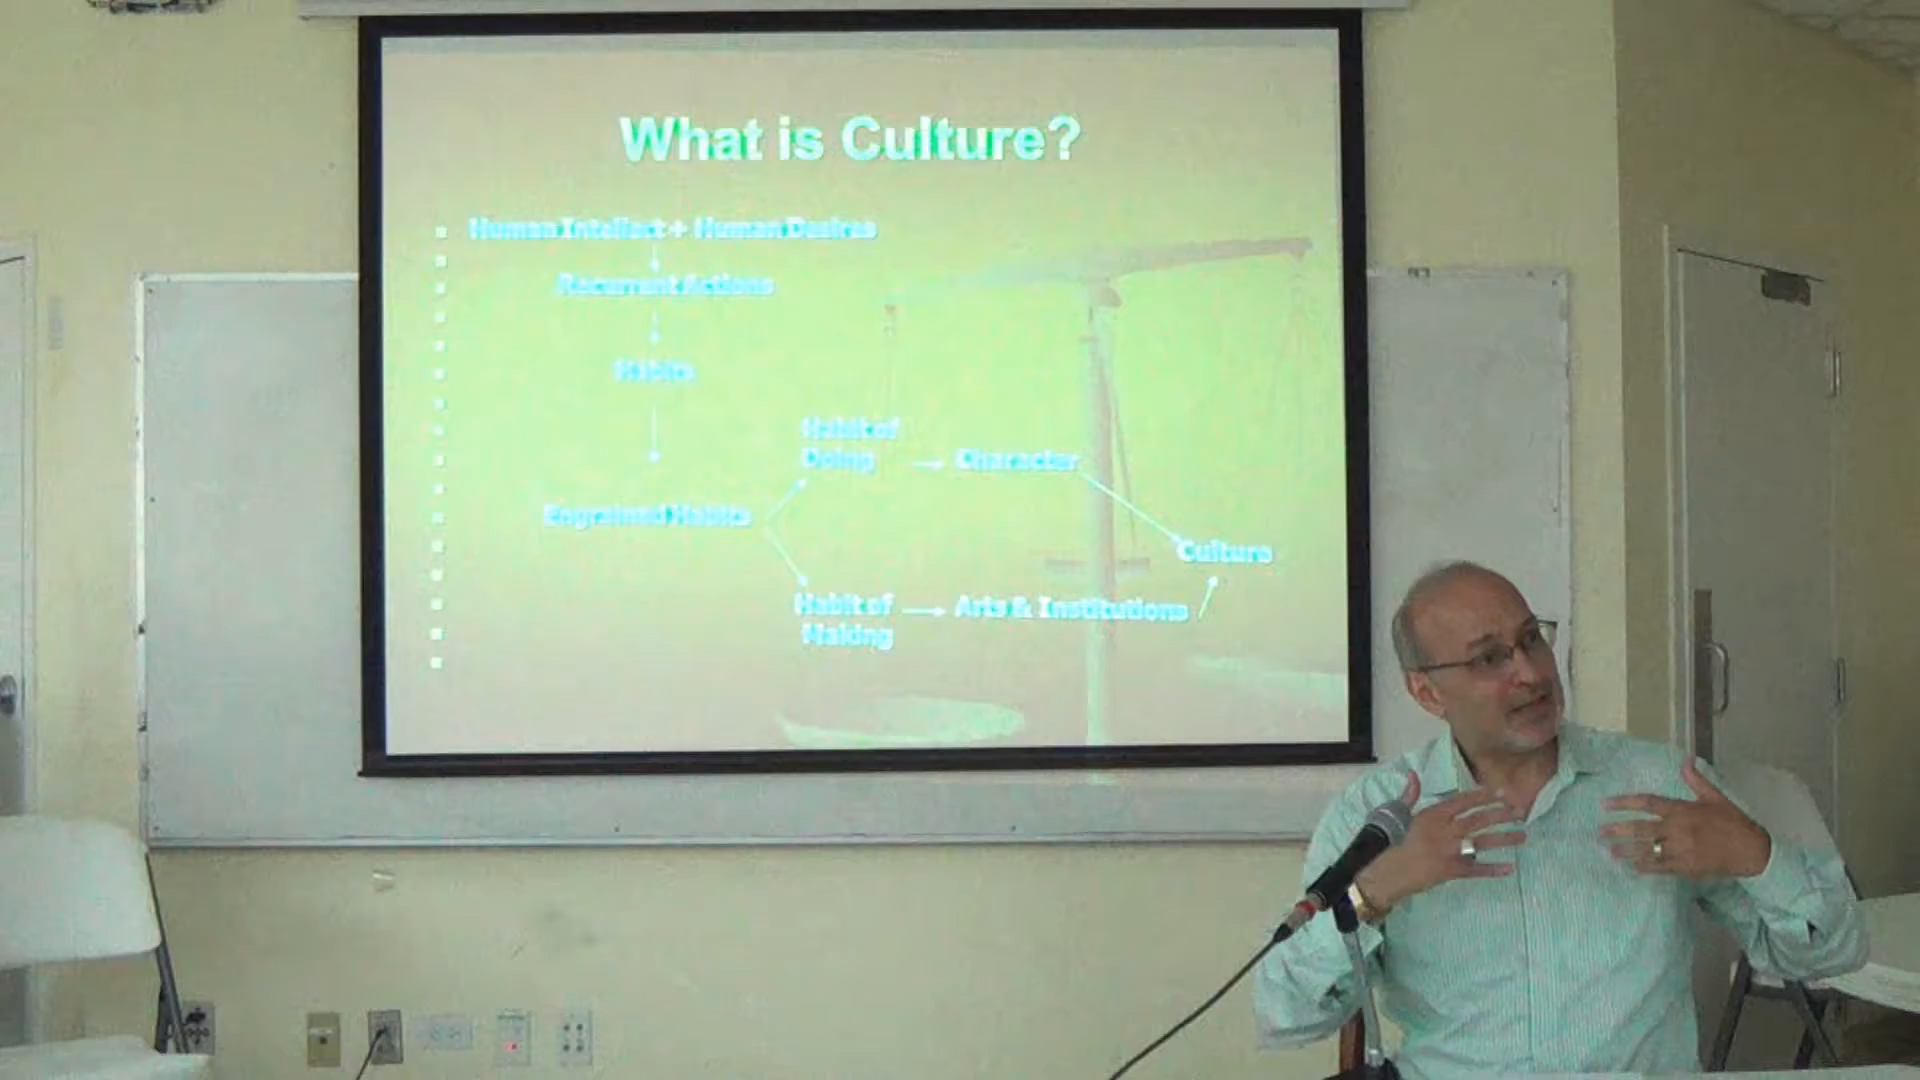 What is Culture?
Human Intellect + Human Desires
Recurrent Actions
Habits
Habit of
Doing
Character
Engrained Habits
Culture
Habit of
Making
Arts & Institutions